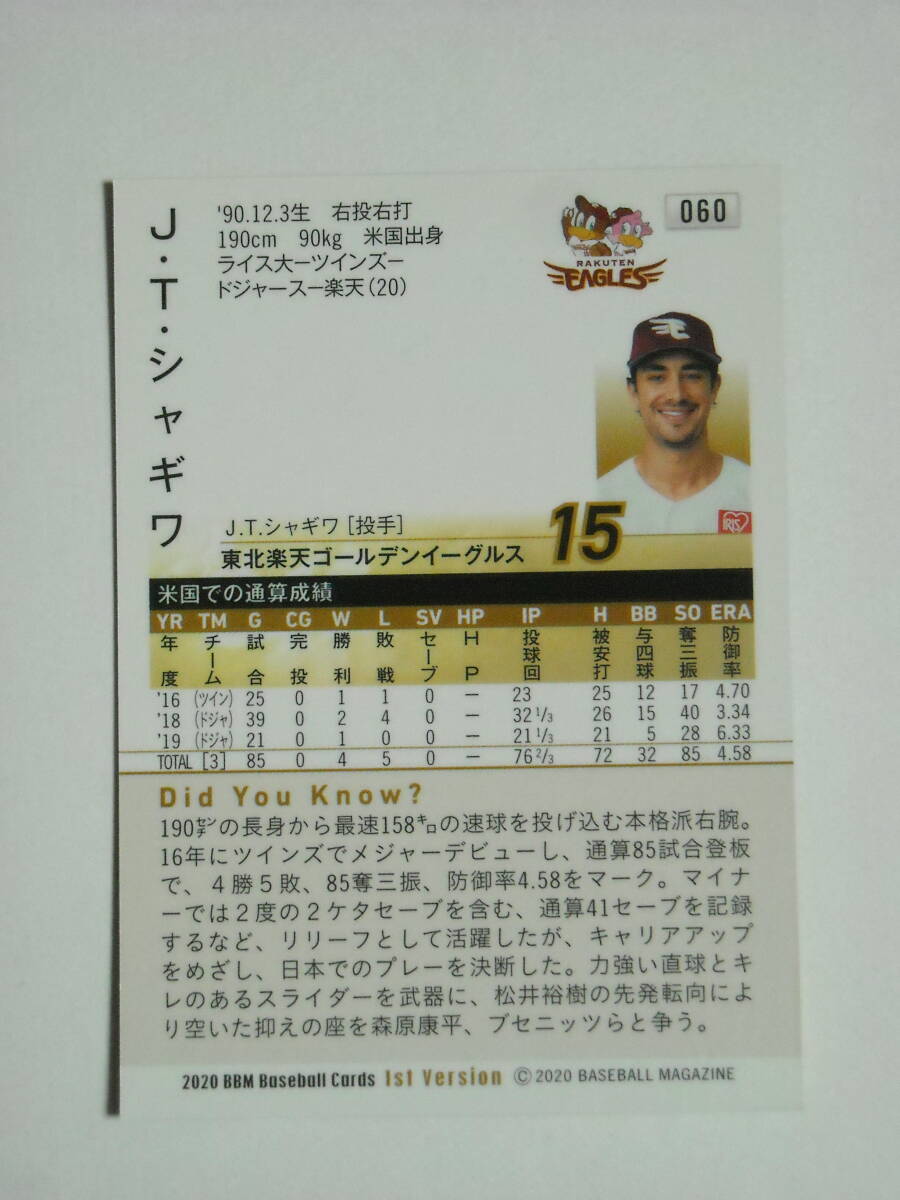 J・T・シャギワ
'90.12.3生 右投右打
190cm 90kg 米国出身
ライス大ーツインズー
ドジャースー楽天(20)
RAKUTEN
EAGLES
060
J.T.シャギワ[投手]
東北楽天ゴールデンイーグルス
15
IRIS
米国での通算成績
YR TM G CG W L SV HP IP H BB SO ERA
年度 チーム 試合 完投 勝利 敗戦 セーブ HP 投球回 被安打 与四球 奪三振 防御率
'16 (ツイン) 25 0 1 1 0 ー 23 25 12 17 4.70
'18 (ドジャ) 39 0 2 4 0 ー 32 1/3 26 15 40 3.34
'19 (ドジャ) 21 0 1 0 0 ー 21 1/3 21 5 28 6.33
TOTAL [3] 85 0 4 5 0 ー 76 2/3 72 32 85 4.58
Did You Know?
190㌢の長身から最速158㌔の速球を投げ込む本格派右腕。
16年にツインズでメジャーデビューし、通算85試合登板
で、4勝5敗、85奪三振、防御率4.58をマーク。マイナ
ーでは2度の2ケタセーブを含む、通算41セーブを記録
するなど、リリーフとして活躍したが、キャリアアップ
をめざし、日本でのプレーを決断した。力強い直球とキ
レのあるスライダーを武器に、松井裕樹の先発転向によ
り空いた抑えの座を森原康平、ブセニッツらと争う。
2020 BBM Baseball Cards 1st Version ©2020 BASEBALL MAGAZINE